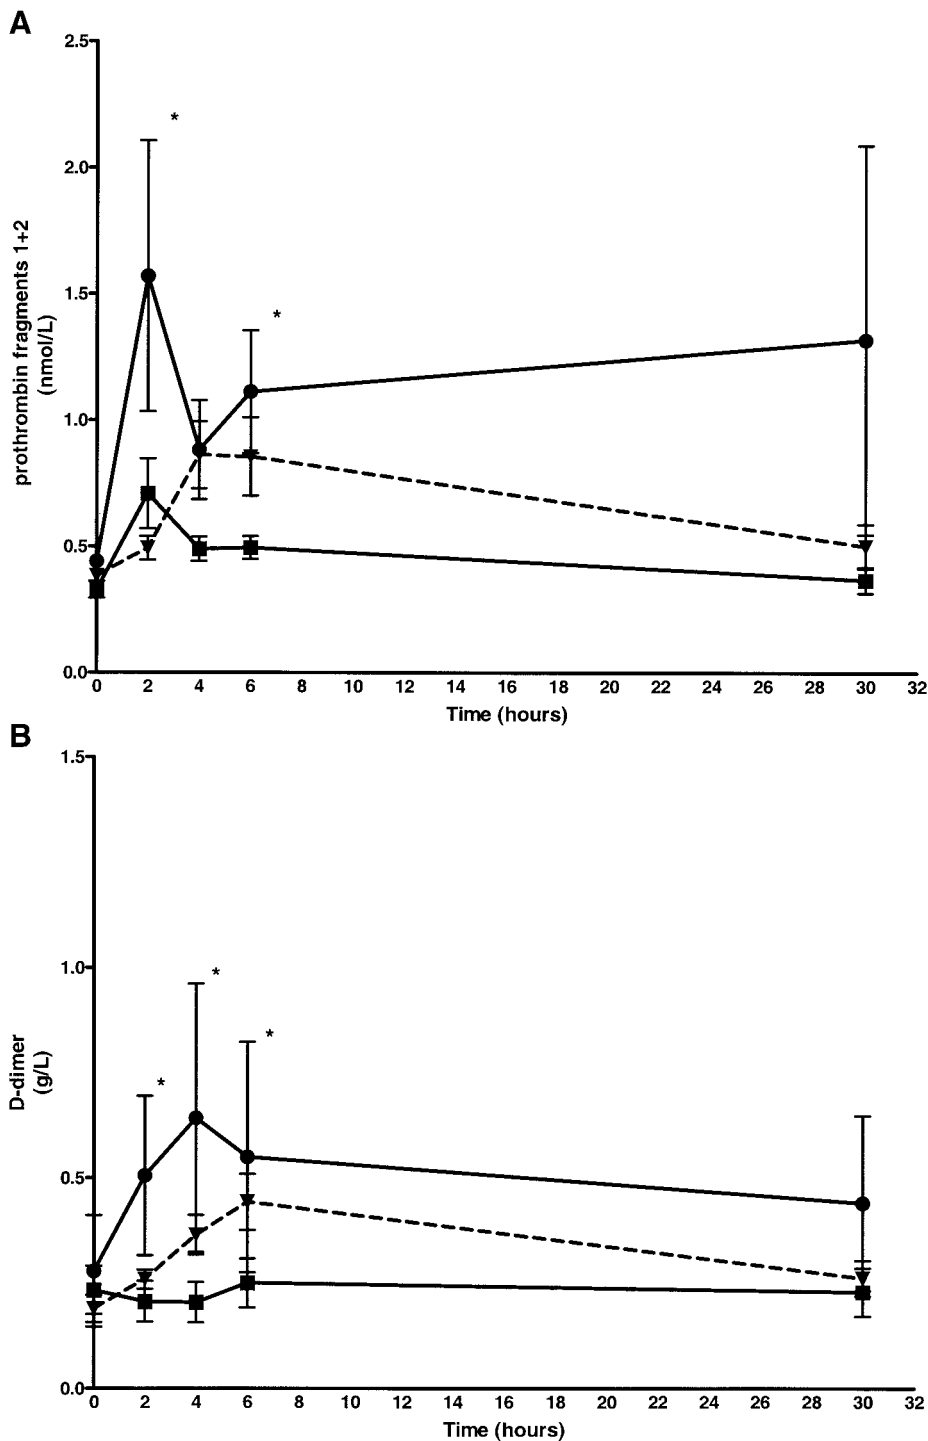 A
2.5
*
2.0
1.5
*
prothrombin fragments 1+2
(nmol/L)
1.0
0.5
0.0
0 2 4 6 8 10 12 14 16 18 20 22 24 26 28 30 32
Time (hours)
B
1.5
1.0
*
*
*
D-dimer
(g/L)
0.5
0.0
0 2 4 6 8 10 12 14 16 18 20 22 24 26 28 30 32
Time (hours)